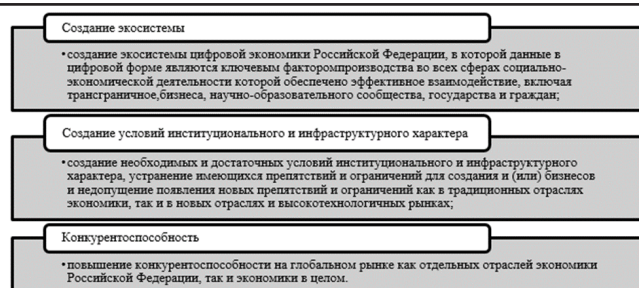 Создание экосистемы
•создание экосистемы цифровой экономики Российской Федерации, в которой данные в
цифровой форме являются ключевым факторомпроизводства во всех сферах социально-
экономической деятельности которой обеспечено эффективное взаимодействие, включая
трансграничное,бизнеса, научно-образовательного сообщества, государства и граждан;
Создание условий институционального и инфраструктурного характера
•создание необходимых и достаточных условий институционального и инфраструктурного
характера, устранение имеющихся препятствий и ограничений для создания и (или) бизнесов
и недопущение появления новых препятствий и ограничений как в традиционных отраслях
экономики, так и в новых отраслях и высокотехнологичных рынках;
Конкурентоспособность
•повышение конкурентоспособности на глобальном рынке как отдельных отраслей экономики
Российской Федерации, так и экономики в целом.